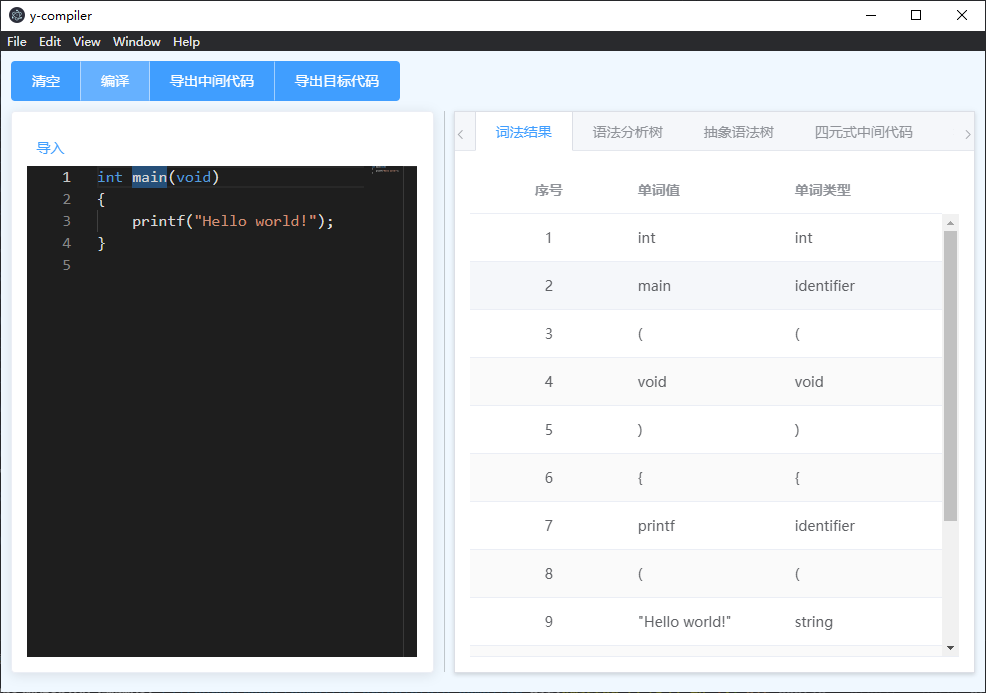 y-compiler
File Edit View Window Help
清空 编译 导出中间代码 导出目标代码
导入
1 int main(void)
2 {
3 printf("Hello world!");
4 }
5
词法结果 语法分析树 抽象语法树 四元式中间代码
序号 单词值 单词类型
1 int int
2 main identifier
3 ( (
4 void void
5 ) )
6 { {
7 printf identifier
8 ( (
9 "Hello world!" string